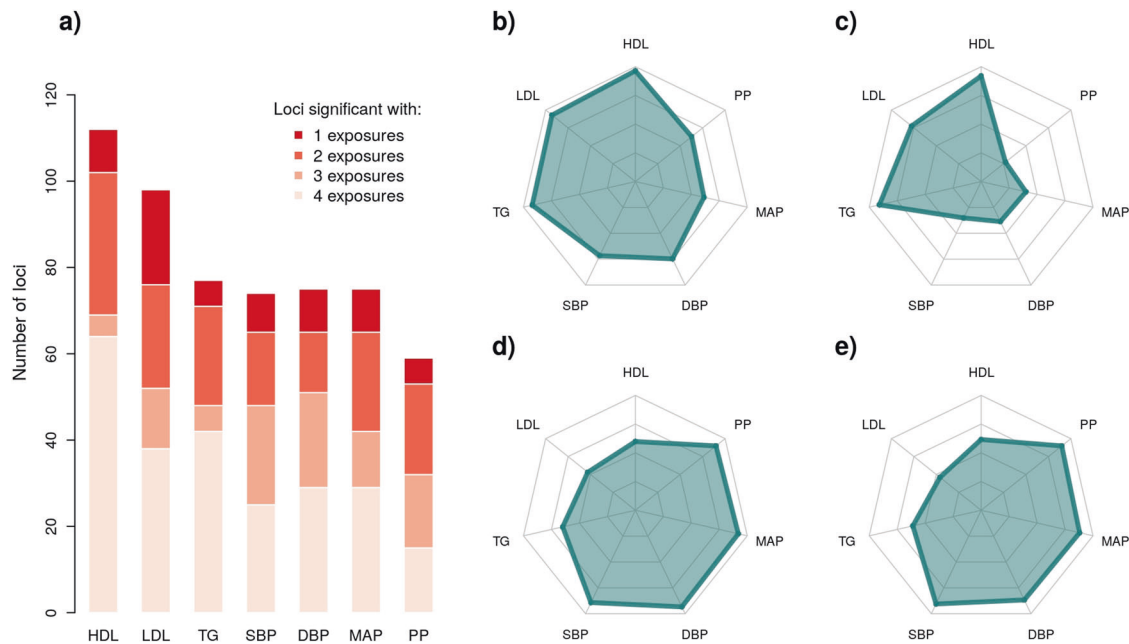 a)
Number of loci
120
100
80
60
40
20
0
Loci significant with:
1 exposures
2 exposures
3 exposures
4 exposures
HDL LDL TG SBP DBP MAP PP
b)
HDL
LDL PP
TG MAP
SBP DBP
c)
HDL
LDL PP
TG MAP
SBP DBP
d)
HDL
LDL PP
TG MAP
SBP DBP
e)
HDL
LDL PP
TG MAP
SBP DBP